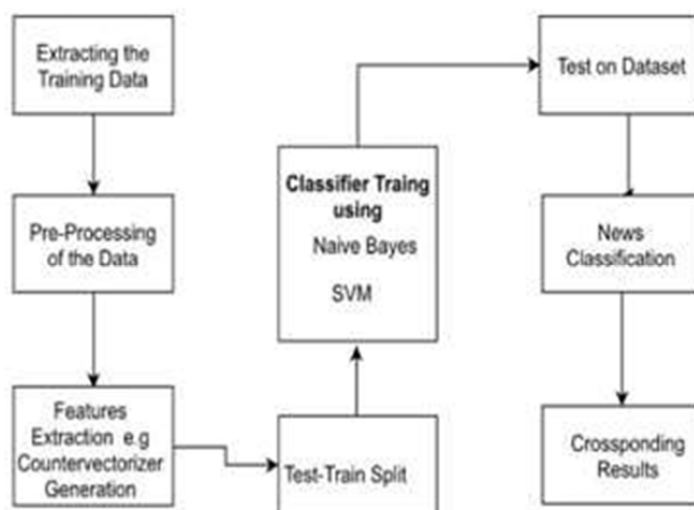 Extracting the
Training Data
Pre-Processing
of the Data
Features
Extraction e.g
Countervectorizer
Generation
Test-Train Split
Classifier Traing
using
Naive Bayes
SVM
Test on Dataset
News
Classification
Crossponding
Results